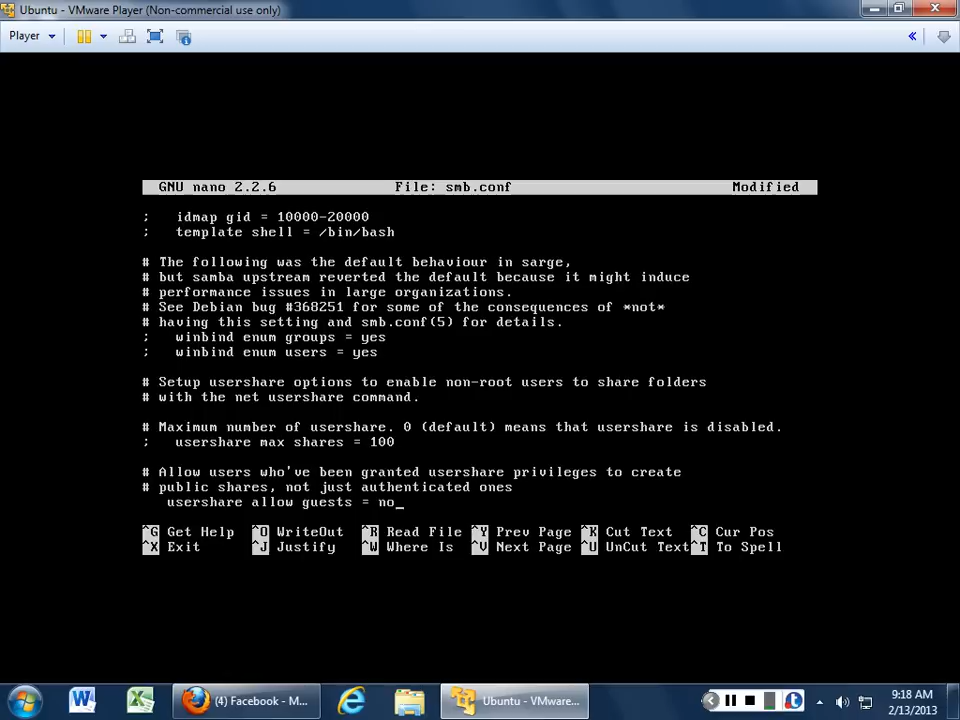 Ubuntu - VMware Player (Non-commercial use only)
Player
GNU nano 2.2.6 File: smb.conf Modified
; idmap gid = 10000-20000
; template shell = /bin/bash
# The following was the default behaviour in sarge,
# but samba upstream reverted the default because it might induce
# performance issues in large organizations.
# See Debian bug #368251 for some of the consequences of *not*
# having this setting and smb.conf(5) for details.
; winbind enum groups = yes
; winbind enum users = yes
# Setup usershare options to enable non-root users to share folders
# with the net usershare command.
# Maximum number of usershare. 0 (default) means that usershare is disabled.
; usershare max shares = 100
# Allow users who've been granted usershare privileges to create
# public shares, not just authenticated ones
usershare allow guests = no_
^G Get Help ^O WriteOut ^R Read File ^Y Prev Page ^K Cut Text ^C Cur Pos
^X Exit ^J Justify ^W Where Is ^V Next Page ^U UnCut Text ^T To Spell
(4) Facebook - M... Ubuntu - VMware... 9:18 AM
2/13/2013